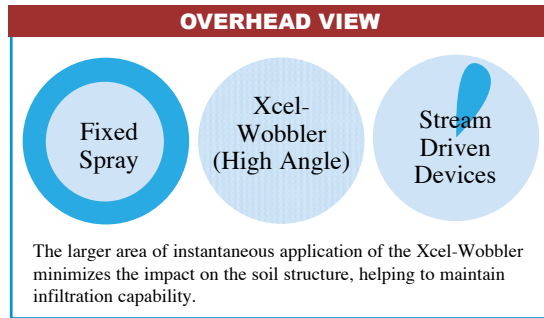 OVERHEAD VIEW
Fixed
Spray
Xcel-
Wobbler
(High Angle)
Stream
Driven
Devices
The larger area of instantaneous application of the Xcel-Wobbler
minimizes the impact on the soil structure, helping to maintain
infiltration capability.